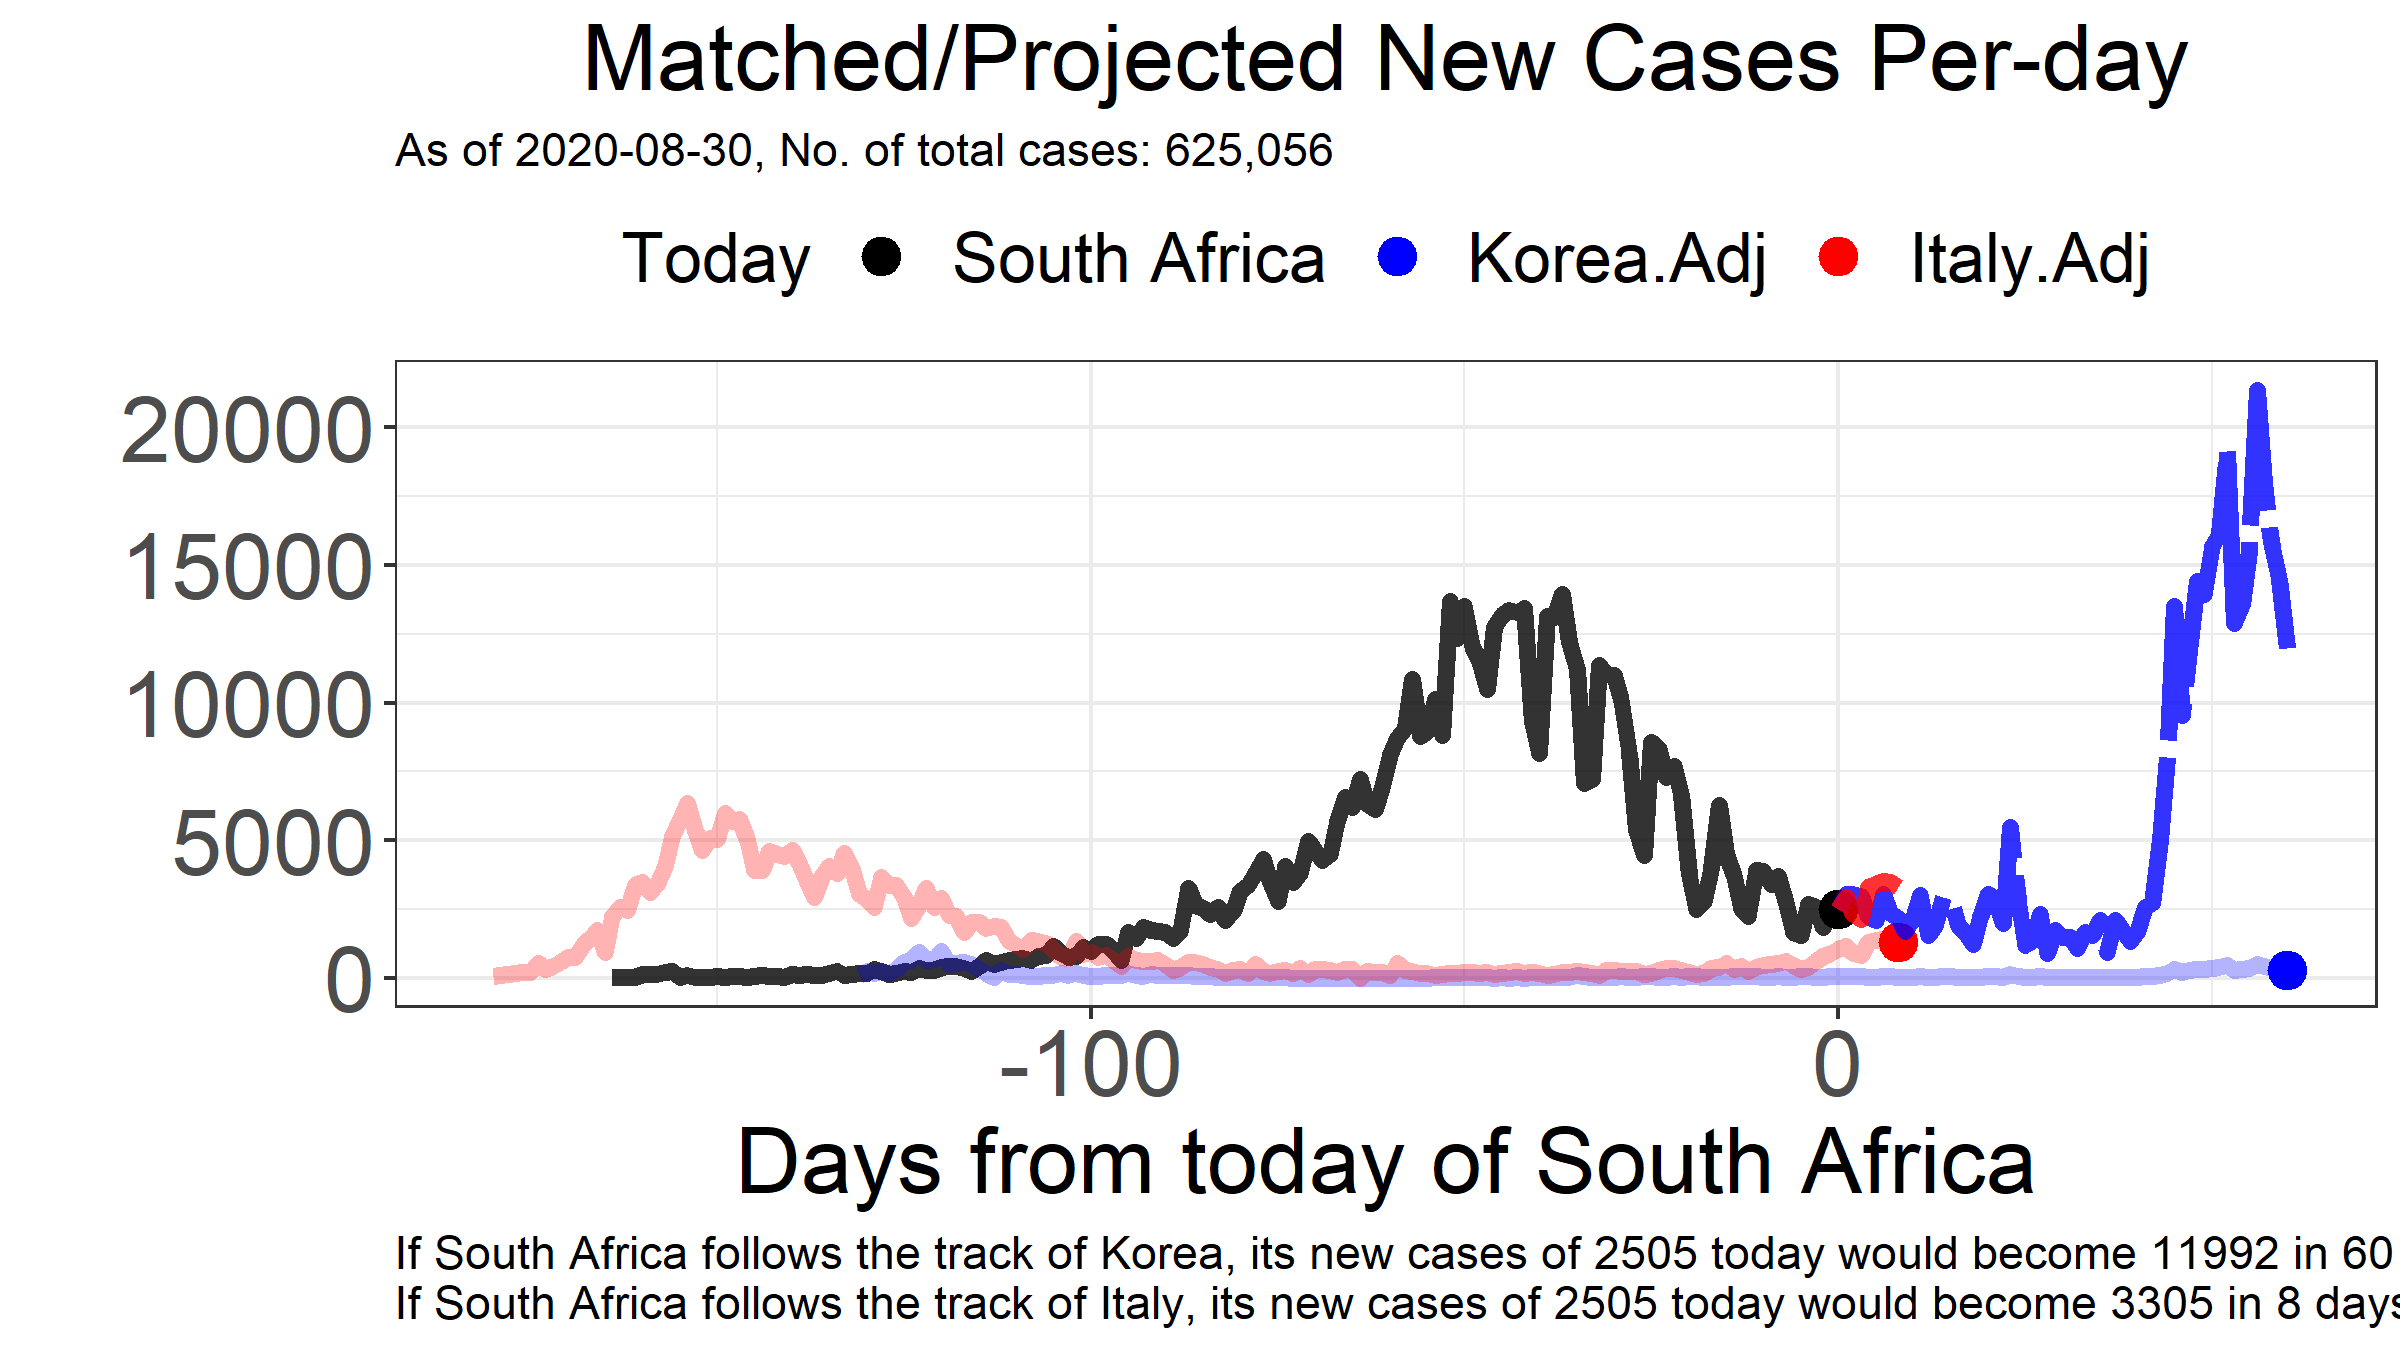 Matched/Projected New Cases Per-day
As of 2020-08-30, No. of total cases: 625,056
Today South Africa Korea.Adj Italy.Adj
20000
15000
10000
5000
0
-100 0
Days from today of South Africa
If South Africa follows the track of Korea, its new cases of 2505 today would become 11992 in 60
If South Africa follows the track of Italy, its new cases of 2505 today would become 3305 in 8 days